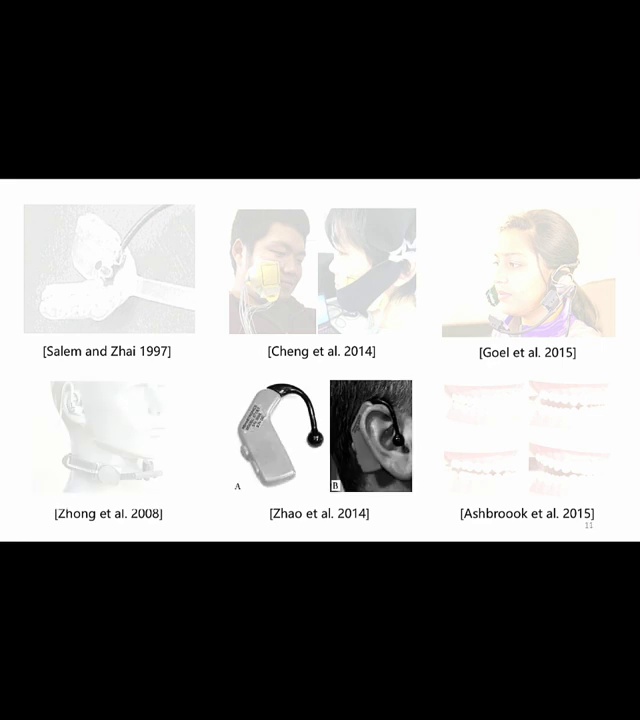 [Salem and Zhai 1997]
[Cheng et al. 2014]
[Goel et al. 2015]
A
B
[Zhong et al. 2008]
[Zhao et al. 2014]
[Ashbroook et al. 2015]
11